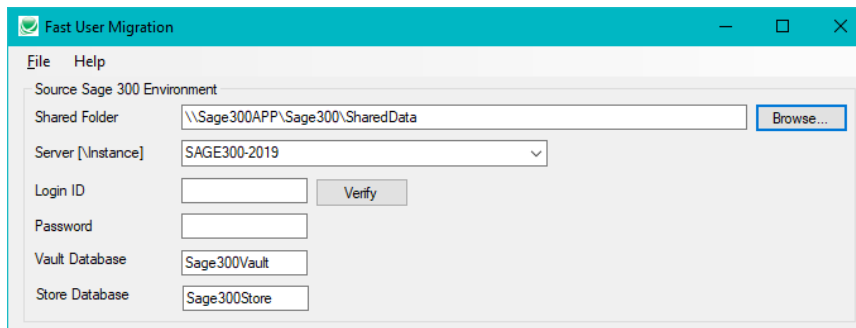 Fast User Migration
File Help
Source Sage 300 Environment
Shared Folder \\Sage300APP\Sage300\SharedData Browse...
Server [\Instance] SAGE300-2019
Login ID Verify
Password
Vault Database Sage300Vault
Store Database Sage300Store